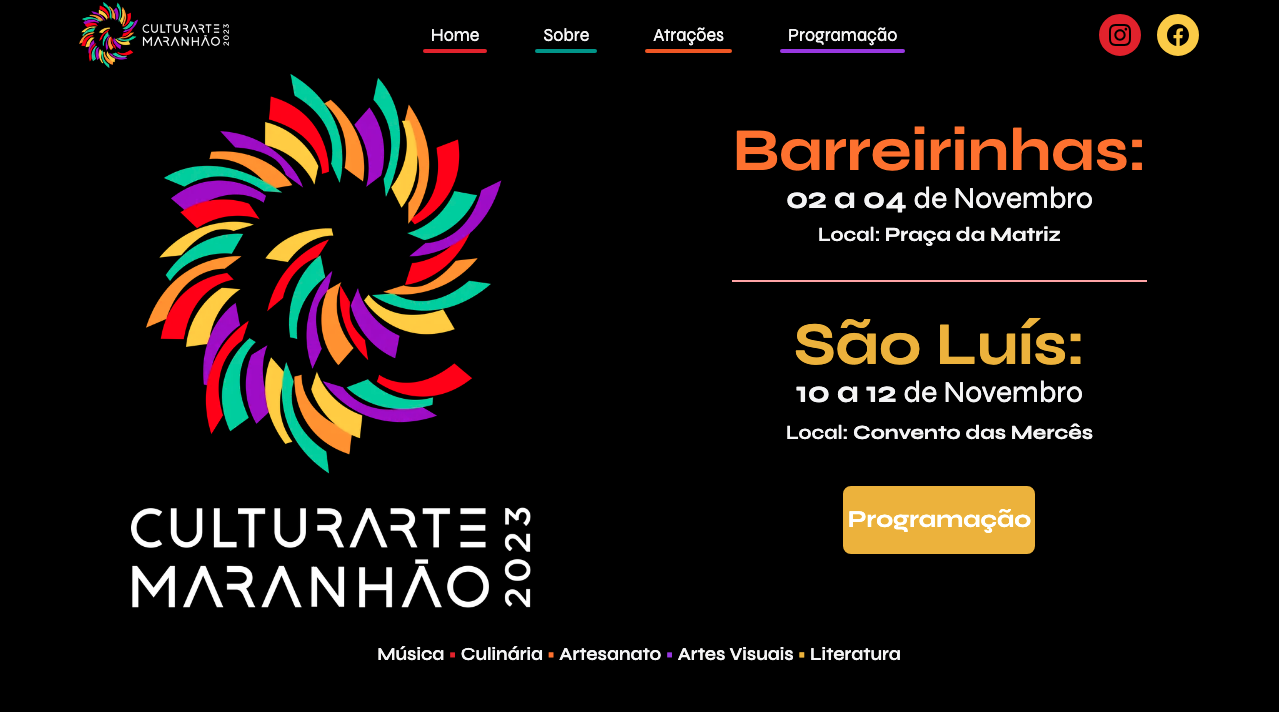 CULTURARTE
MARANHÃO 2023
Home
Sobre
Atrações
Programação
Barreirinhas:
02 a 04 de Novembro
Local: Praça da Matriz
São Luís:
10 a 12 de Novembro
Local: Convento das Mercês
Programação
CULTURARTE
MARANHÃO 2023
Música ▪ Culinária ▪ Artesanato ▪ Artes Visuais ▪ Literatura